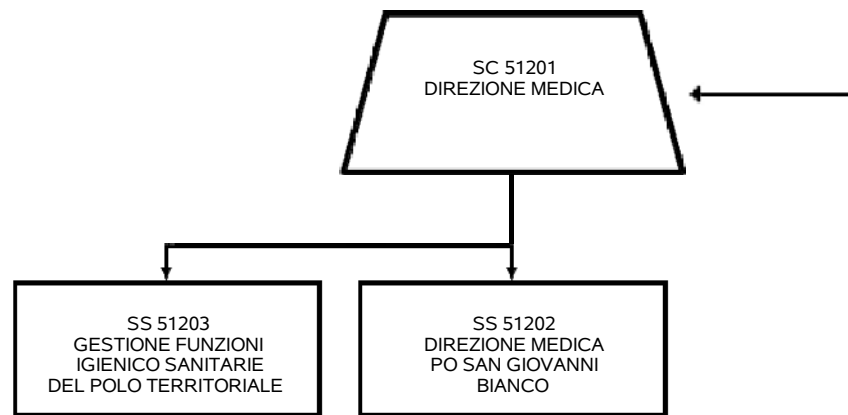 SC 51201
DIREZIONE MEDICA
SS 51203
GESTIONE FUNZIONI
IGIENICO SANITARIE
DEL POLO TERRITORIALE
SS 51202
DIREZIONE MEDICA
PO SAN GIOVANNI
BIANCO